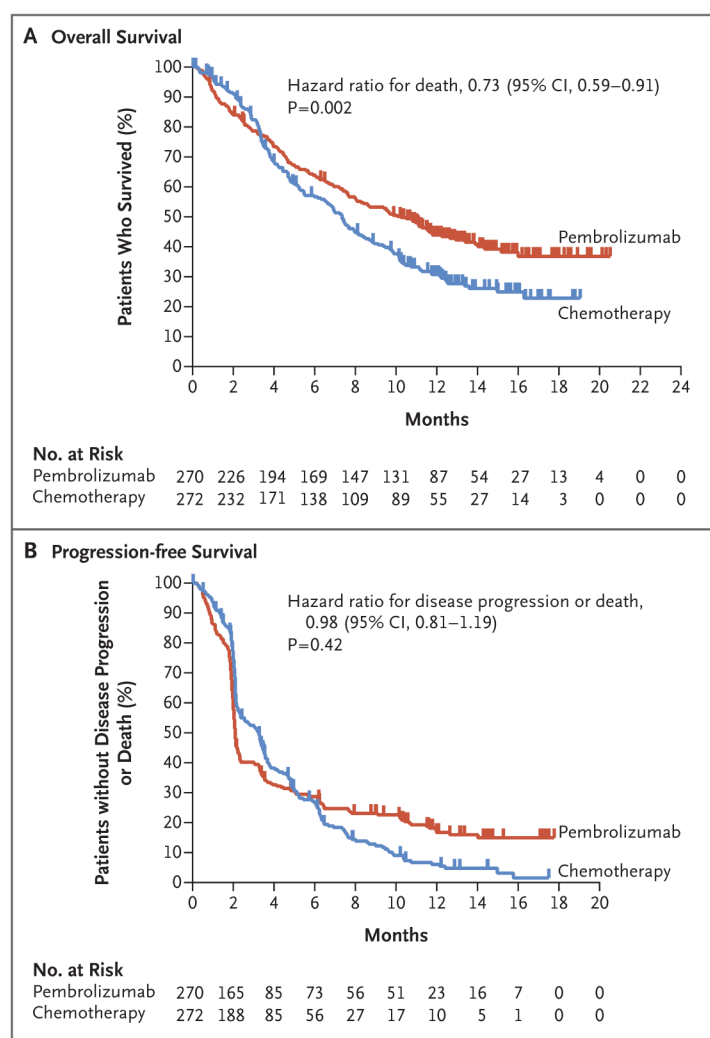 A Overall Survival
Patients Who Survived (%)
100
90
80
70
60
50
40
30
20
10
0
Hazard ratio for death, 0.73 (95% CI, 0.59–0.91)
P=0.002
Pembrolizumab
Chemotherapy
0 2 4 6 8 10 12 14 16 18 20 22 24
Months
No. at Risk
Pembrolizumab 270 226 194 169 147 131 87 54 27 13 4 0 0
Chemotherapy 272 232 171 138 109 89 55 27 14 3 0 0 0
B Progression-free Survival
Patients without Disease Progression
or Death (%)
100
90
80
70
60
50
40
30
20
10
0
Hazard ratio for disease progression or death,
0.98 (95% CI, 0.81–1.19)
P=0.42
Pembrolizumab
Chemotherapy
0 2 4 6 8 10 12 14 16 18 20
Months
No. at Risk
Pembrolizumab 270 165 85 73 56 51 23 16 7 0 0
Chemotherapy 272 188 85 56 27 17 10 5 1 0 0